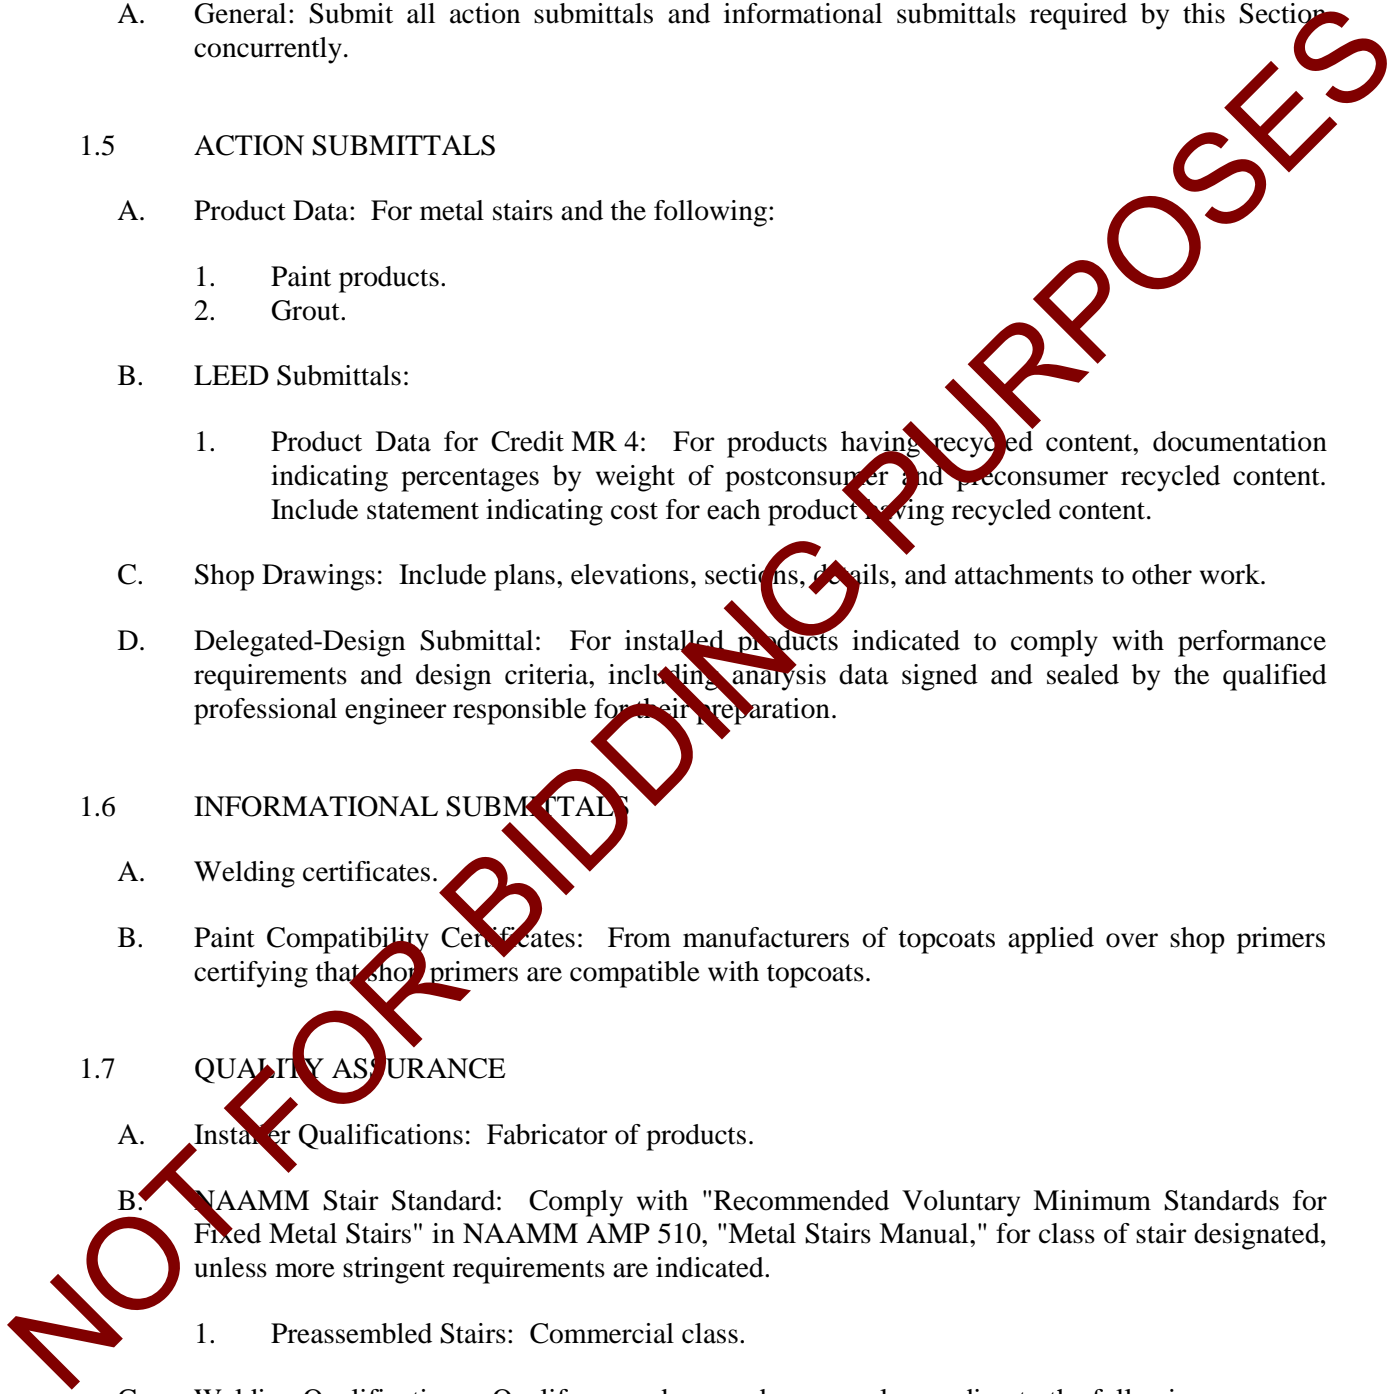 A. General: Submit all action submittals and informational submittals required by this Section
concurrently.
1.5 ACTION SUBMITTALS
A. Product Data: For metal stairs and the following:
1. Paint products.
2. Grout.
B. LEED Submittals:
1. Product Data for Credit MR 4: For products having recycled content, documentation
indicating percentages by weight of postconsumer and preconsumer recycled content.
Include statement indicating cost for each product having recycled content.
C. Shop Drawings: Include plans, elevations, sections, details, and attachments to other work.
D. Delegated-Design Submittal: For installed products indicated to comply with performance
requirements and design criteria, including analysis data signed and sealed by the qualified
professional engineer responsible for their preparation.
1.6 INFORMATIONAL SUBMITTALS
A. Welding certificates.
B. Paint Compatibility Certificates: From manufacturers of topcoats applied over shop primers
certifying that shop primers are compatible with topcoats.
1.7 QUALITY ASSURANCE
A. Installer Qualifications: Fabricator of products.
B. NAAMM Stair Standard: Comply with "Recommended Voluntary Minimum Standards for
Fixed Metal Stairs" in NAAMM AMP 510, "Metal Stairs Manual," for class of stair designated,
unless more stringent requirements are indicated.
1. Preassembled Stairs: Commercial class.
NOT FOR BIDDING PURPOSES